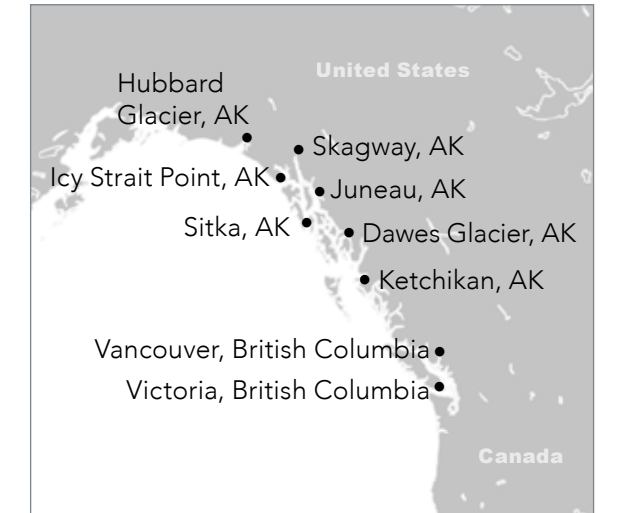 United States
Hubbard
Glacier, AK
Skagway, AK
Icy Strait Point, AK
Juneau, AK
Sitka, AK
Dawes Glacier, AK
Ketchikan, AK
Vancouver, British Columbia
Victoria, British Columbia
Canada